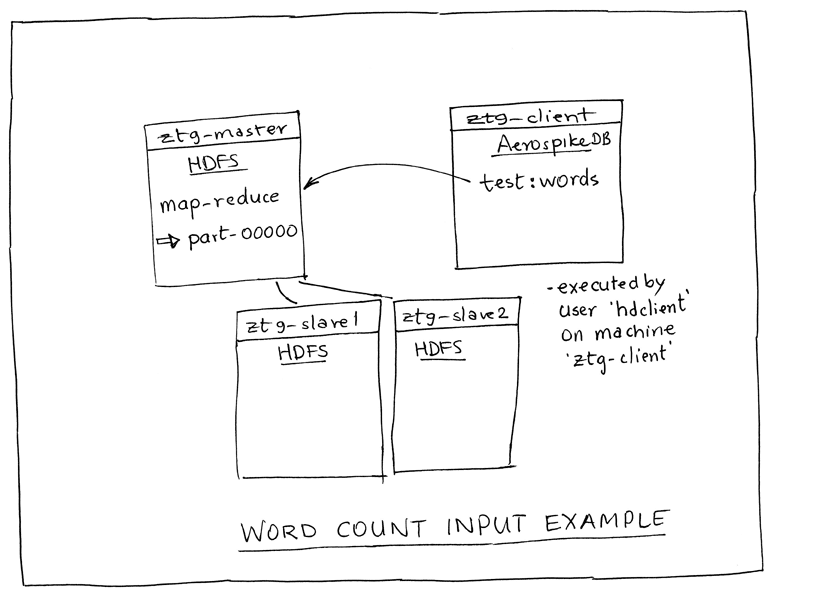 ztg-master
HDFS
map-reduce
⇒ part-00000
ztg-client
AerospikeDB
test:words
ztg-slave1
HDFS
ztg-slave2
HDFS
-executed by
user 'hdclient'
on machine
'ztg-client'
WORD COUNT INPUT EXAMPLE